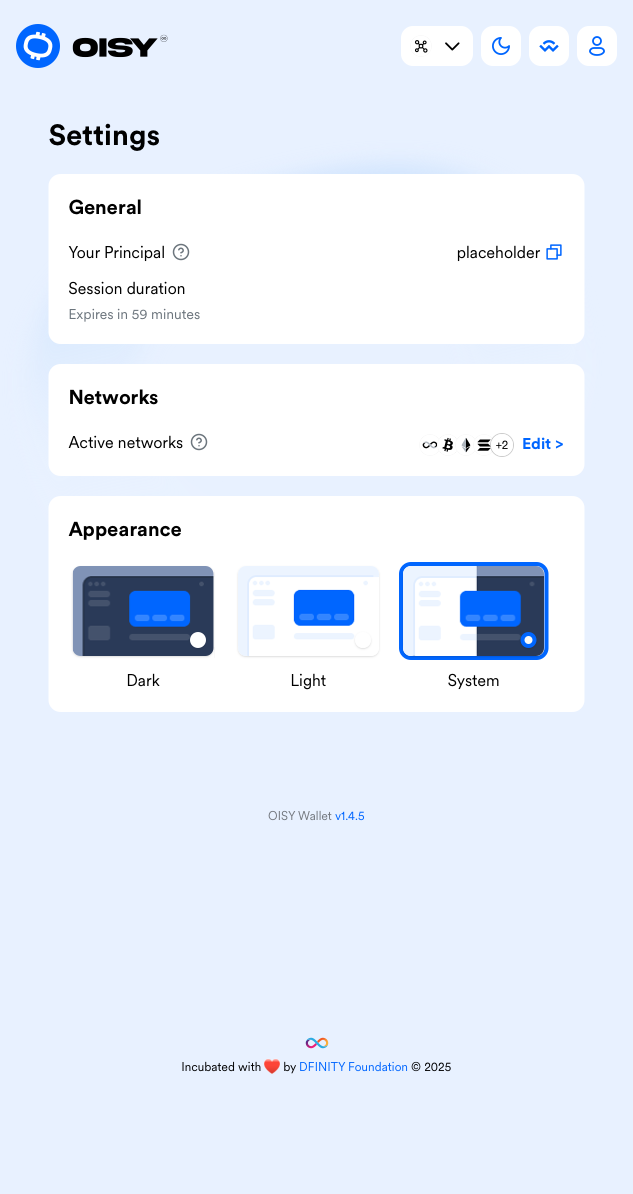 OISY
Settings
General
Your Principal
placeholder
Session duration
Expires in 59 minutes
Networks
Active networks
+2 Edit >
Appearance
Dark Light System
OISY Wallet v1.4.5
Incubated with ❤️ by DFINITY Foundation © 2025